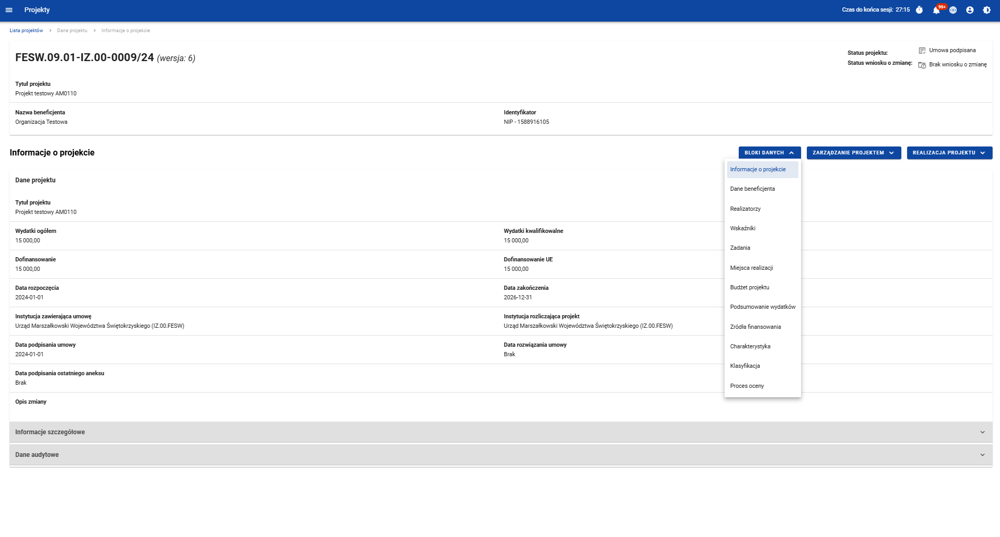 Projekty
Czas do końca sesji: 27:15
99+
Lista projektów > Dane projektu > Informacje o projekcie
FESW.09.01-IZ.00-0009/24 (wersja: 6)
Status projektu:
Umowa podpisana
Status wniosku o zmianę:
Brak wniosku o zmianę
Tytuł projektu
Projekt testowy AM0110
Nazwa beneficjenta
Organizacja Testowa
Identyfikator
NIP - 1588916105
Informacje o projekcie
BLOKI DANYCH
ZARZĄDZANIE PROJEKTEM
REALIZACJA PROJEKTU
Informacje o projekcie
Dane beneficjenta
Realizatorzy
Wskaźniki
Zadania
Miejsca realizacji
Budżet projektu
Podsumowanie wydatków
Zródła finansowania
Charakterystyka
Klasyfikacja
Proces oceny
Dane projektu
Tytuł projektu
Projekt testowy AM0110
Wydatki ogółem
15 000,00
Wydatki kwalifikowalne
15 000,00
Dofinansowanie
15 000,00
Dofinansowanie UE
15 000,00
Data rozpoczęcia
2024-01-01
Data zakończenia
2026-12-31
Instytucja zawierająca umowę
Urząd Marszałkowski Województwa Świętokrzyskiego (IZ.00.FESW)
Instytucja rozliczająca projekt
Urząd Marszałkowski Województwa Świętokrzyskiego (IZ.00.FESW)
Data podpisania umowy
2024-01-01
Data rozwiązania umowy
Brak
Data podpisania ostatniego aneksu
Brak
Opis zmiany
Informacje szczegółowe
Dane audytowe